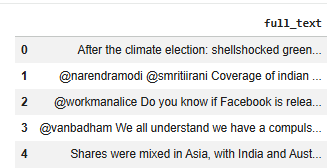 full_text
0 After the climate election: shellshocked green...
1 @narendramodi @smritiirani Coverage of indian ...
2 @workmanalice Do you know if Facebook is relea...
3 @vanbadham We all understand we have a compuls...
4 Shares were mixed in Asia, with India and Aust...